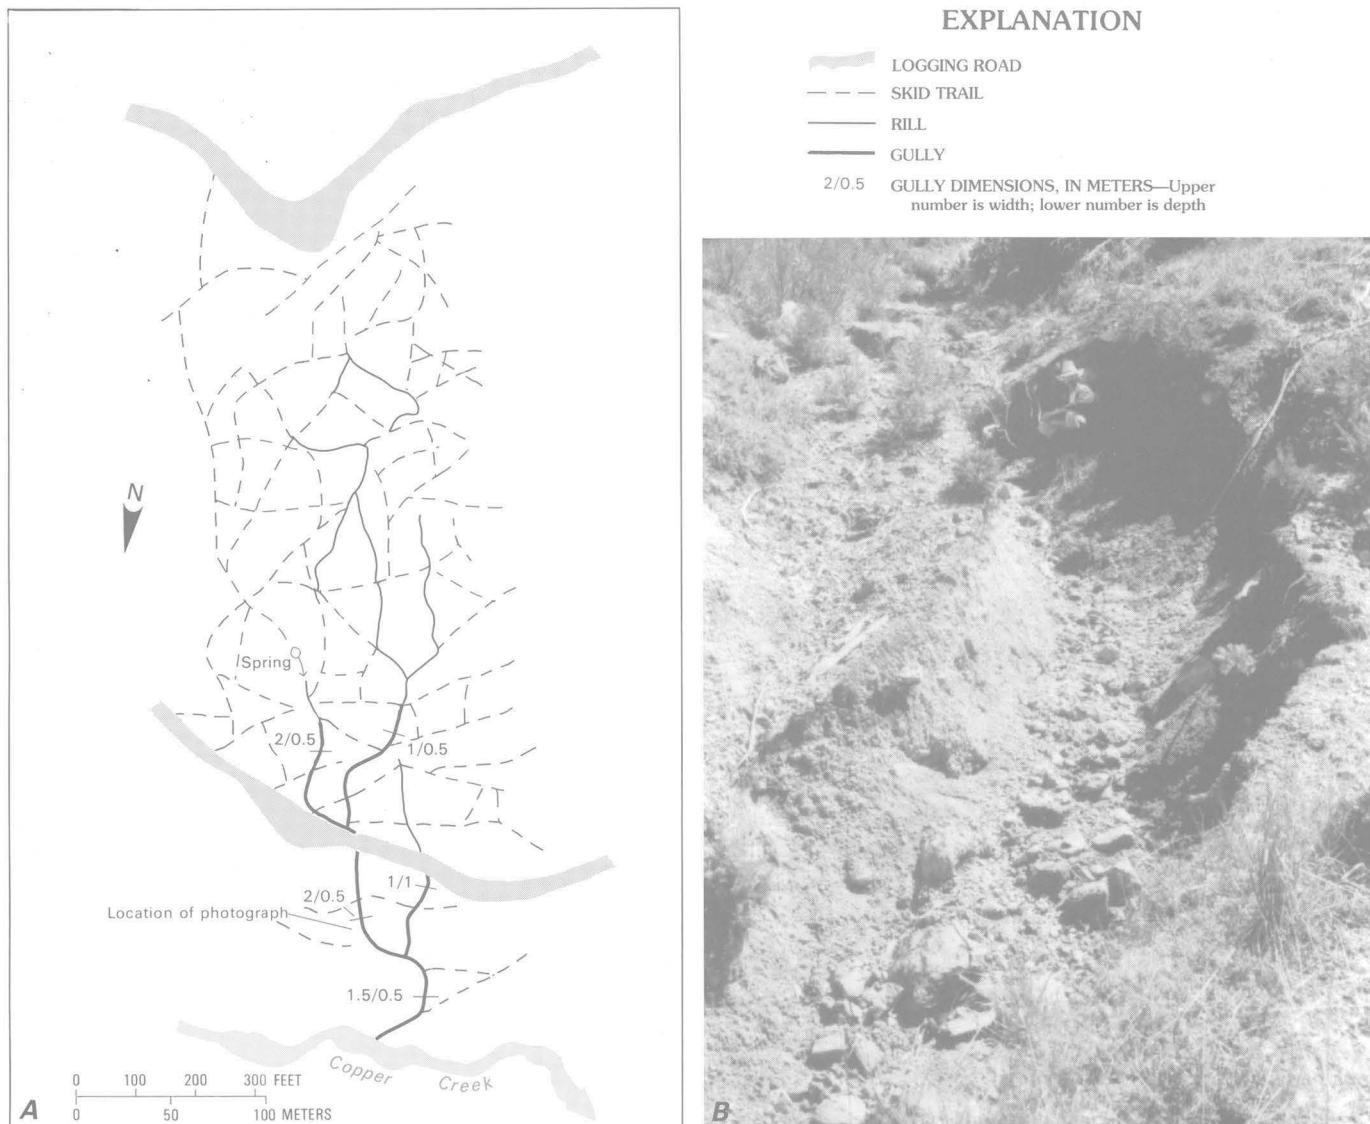 EXPLANATION
LOGGING ROAD
SKID TRAIL
RILL
GULLY
2/0.5 GULLY DIMENSIONS, IN METERS—Upper
number is width; lower number is depth
N
Spring
2/0.5
1/0.5
1/1
2/0.5
Location of photograph
1.5/0.5
Copper Creek
0 100 200 300 FEET
0 50 100 METERS
A
B